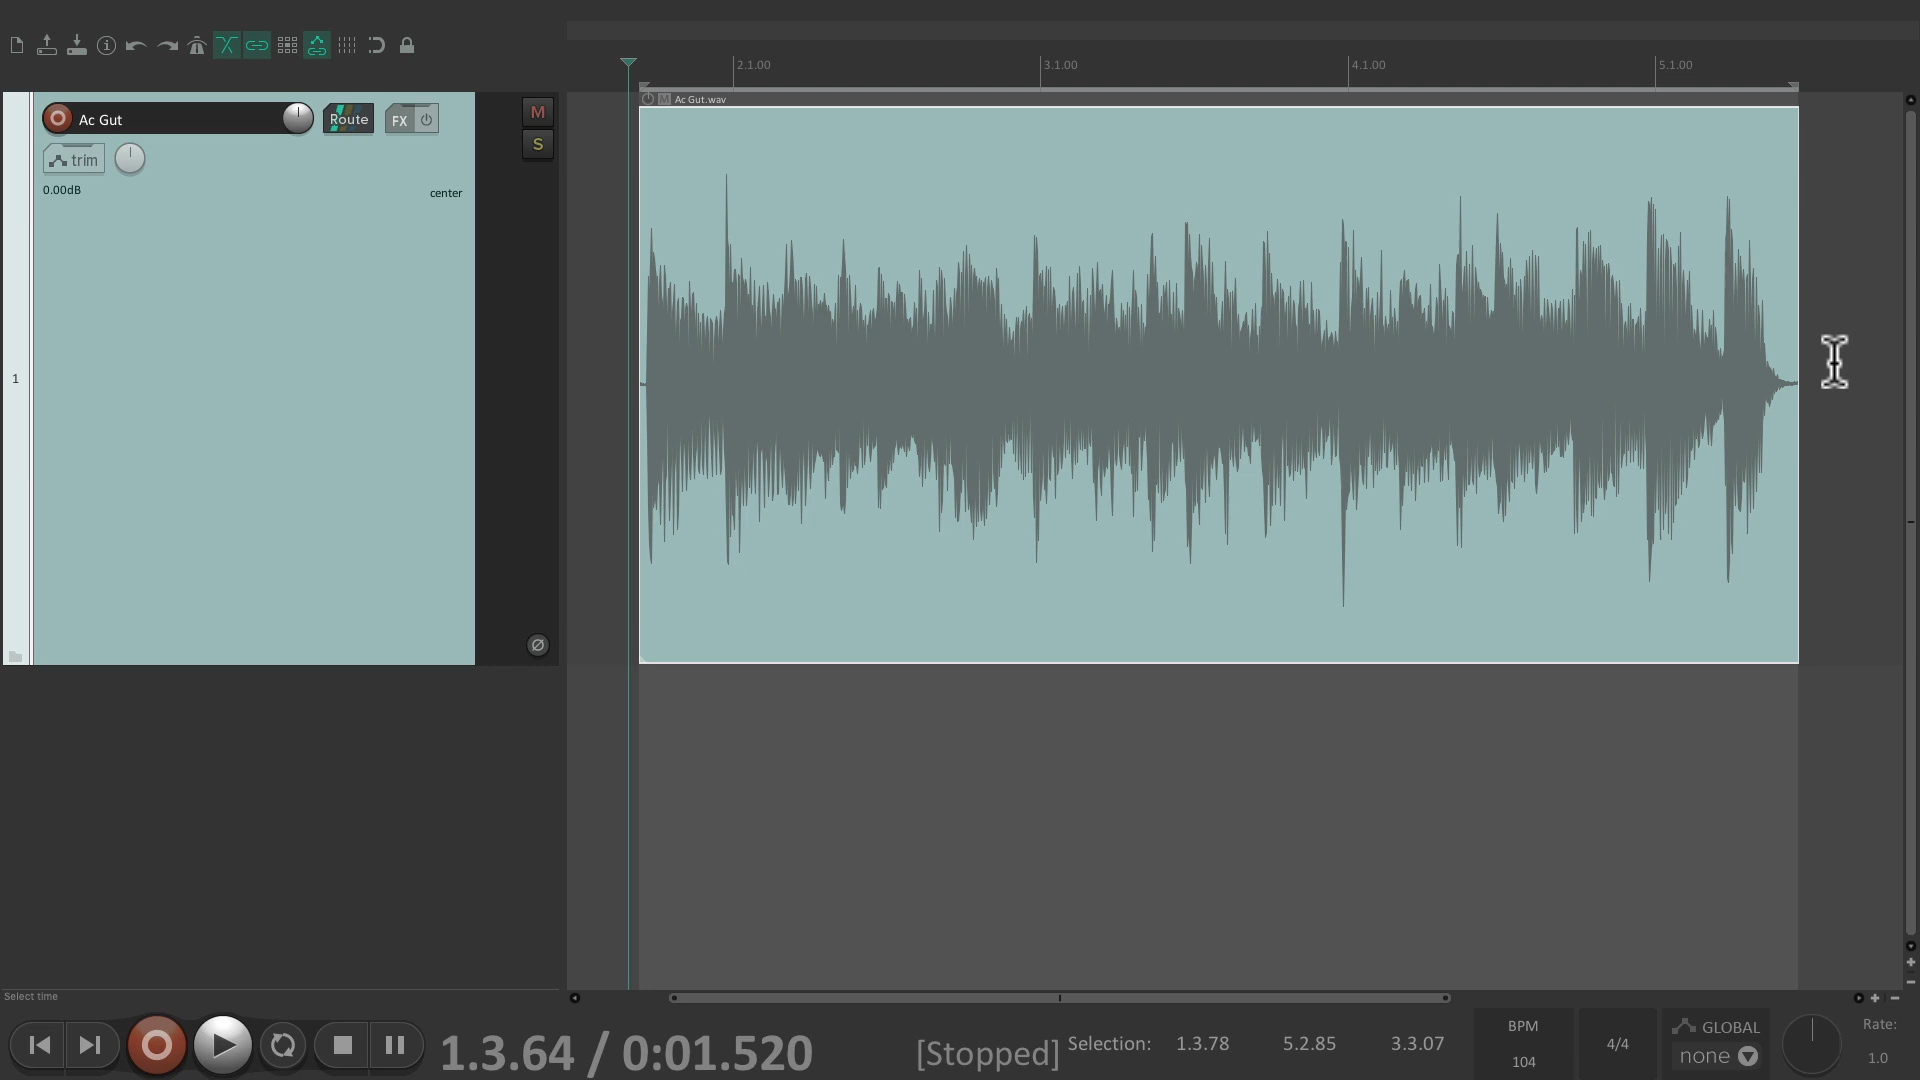 2.1.00 3.1.00 4.1.00 5.1.00
M Ac Gut.wav
Ac Gut Route FX M
S
trim
0.00dB center
1
Select time
1.3.64 / 0:01.520 [Stopped] Selection: 1.3.78 5.2.85 3.3.07
BPM
104
4/4
GLOBAL
none
Rate:
1.0